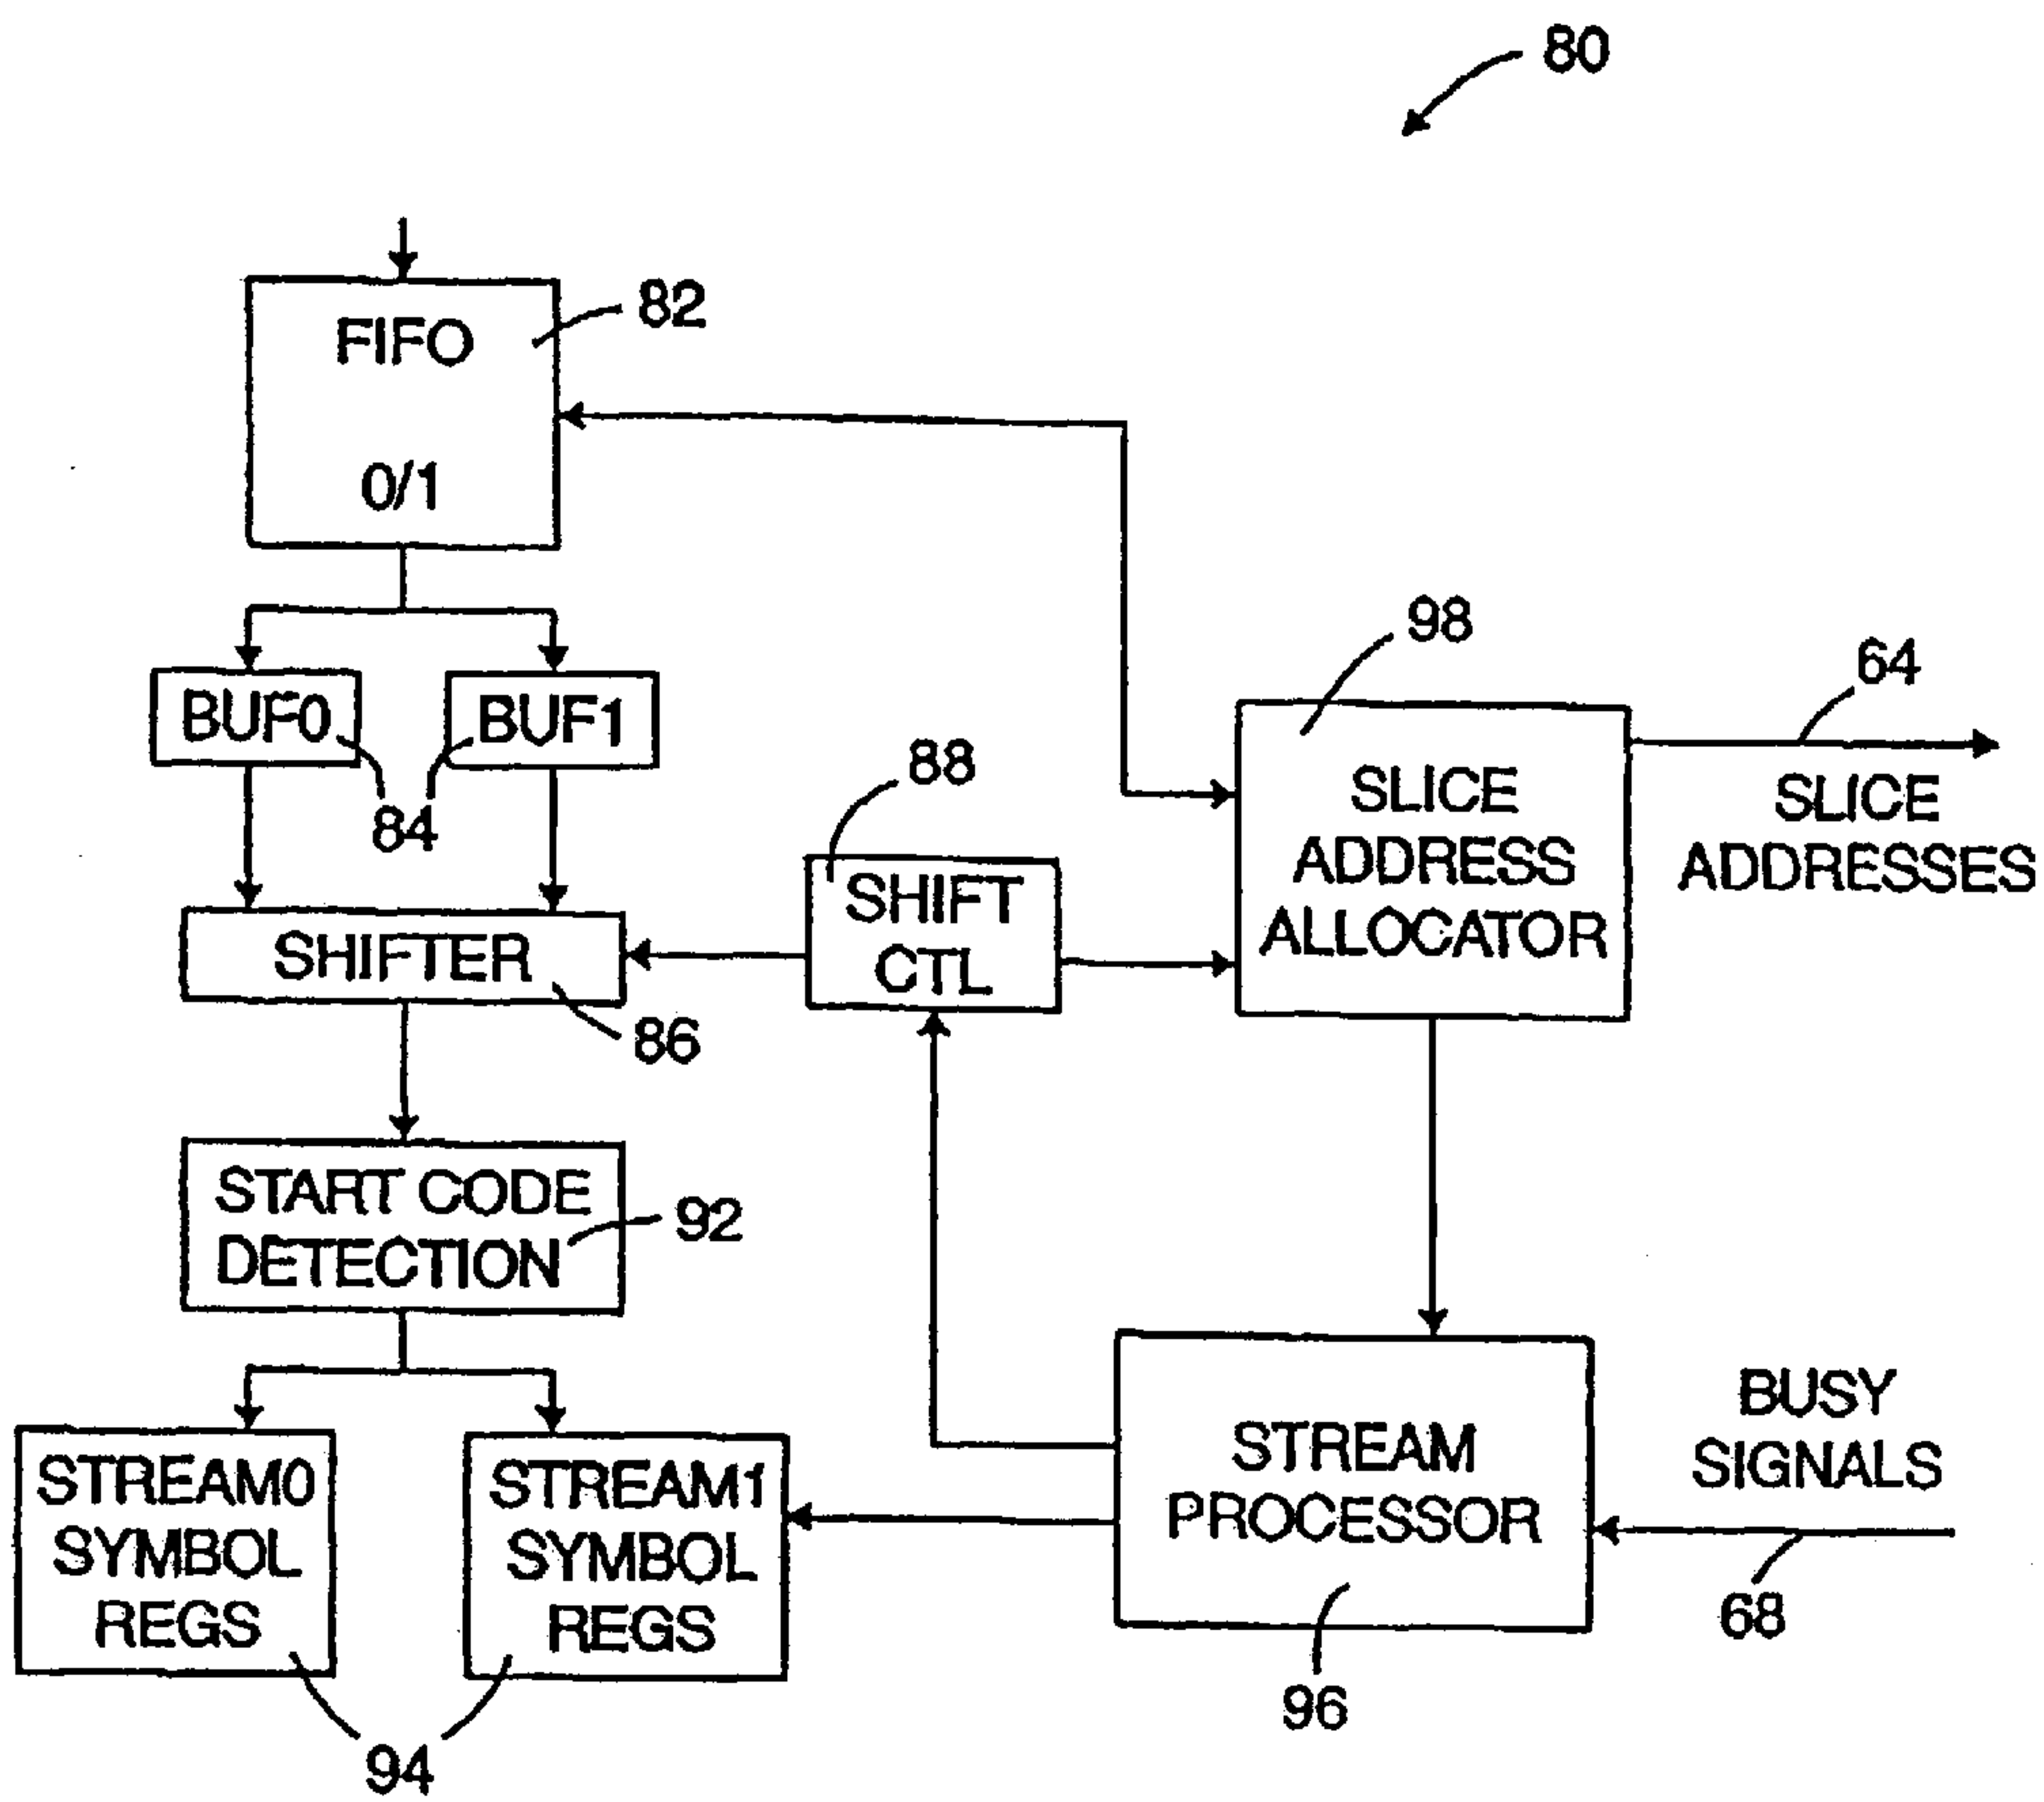 80
82
FIFO
0/1
98
64
BUF0
BUF1
84
88
SLICE
ADDRESS
ALLOCATOR
SLICE
ADDRESSES
SHIFT
CTL
SHIFTER
86
START CODE
DETECTION
92
STREAM0
SYMBOL
REGS
STREAM1
SYMBOL
REGS
94
STREAM
PROCESSOR
96
BUSY
SIGNALS
68